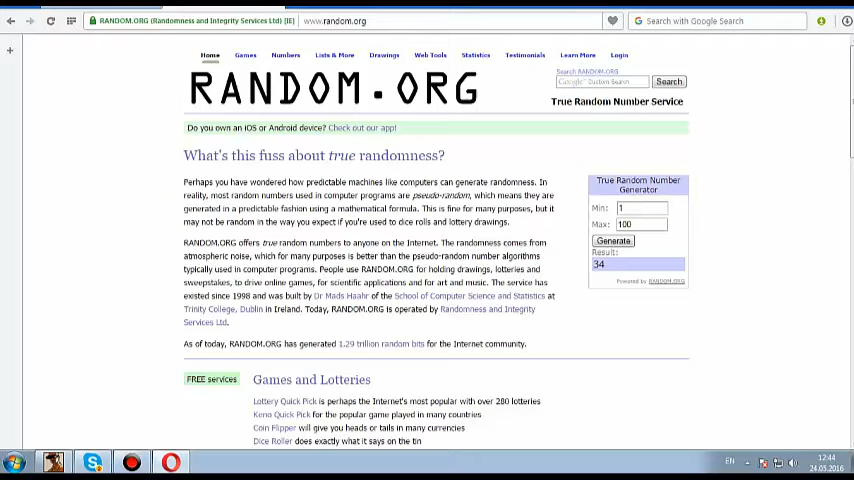 RANDOM.ORG (Randomness and Integrity Services Ltd) [IE]
www.random.org
Search with Google Search
Home Games Numbers Lists & More Drawings Web Tools Statistics Testimonials Learn More Login
RANDOM.ORG
Search RANDOM.ORG
Google Custom Search
Search
True Random Number Service
Do you own an iOS or Android device? Check out our app!
What's this fuss about true randomness?
Perhaps you have wondered how predictable machines like computers can generate randomness. In
reality, most random numbers used in computer programs are pseudo-random, which means they are
generated in a predictable fashion using a mathematical formula. This is fine for many purposes, but it
may not be random in the way you expect if you're used to dice rolls and lottery drawings.
RANDOM.ORG offers true random numbers to anyone on the Internet. The randomness comes from
atmospheric noise, which for many purposes is better than the pseudo-random number algorithms
typically used in computer programs. People use RANDOM.ORG for holding drawings, lotteries and
sweepstakes, to drive online games, for scientific applications and for art and music. The service has
existed since 1998 and was built by Dr Mads Haahr of the School of Computer Science and Statistics at
Trinity College, Dublin in Ireland. Today, RANDOM.ORG is operated by Randomness and Integrity
Services Ltd.
As of today, RANDOM.ORG has generated 1.29 trillion random bits for the Internet community.
True Random Number
Generator
Min: 1
Max: 100
Generate
Result:
34
Powered by RANDOM.ORG
FREE services
Games and Lotteries
Lottery Quick Pick is perhaps the Internet's most popular with over 280 lotteries
Keno Quick Pick for the popular game played in many countries
Coin Flipper will give you heads or tails in many currencies
Dice Roller does exactly what it says on the tin
EN
12:44
24.05.2016